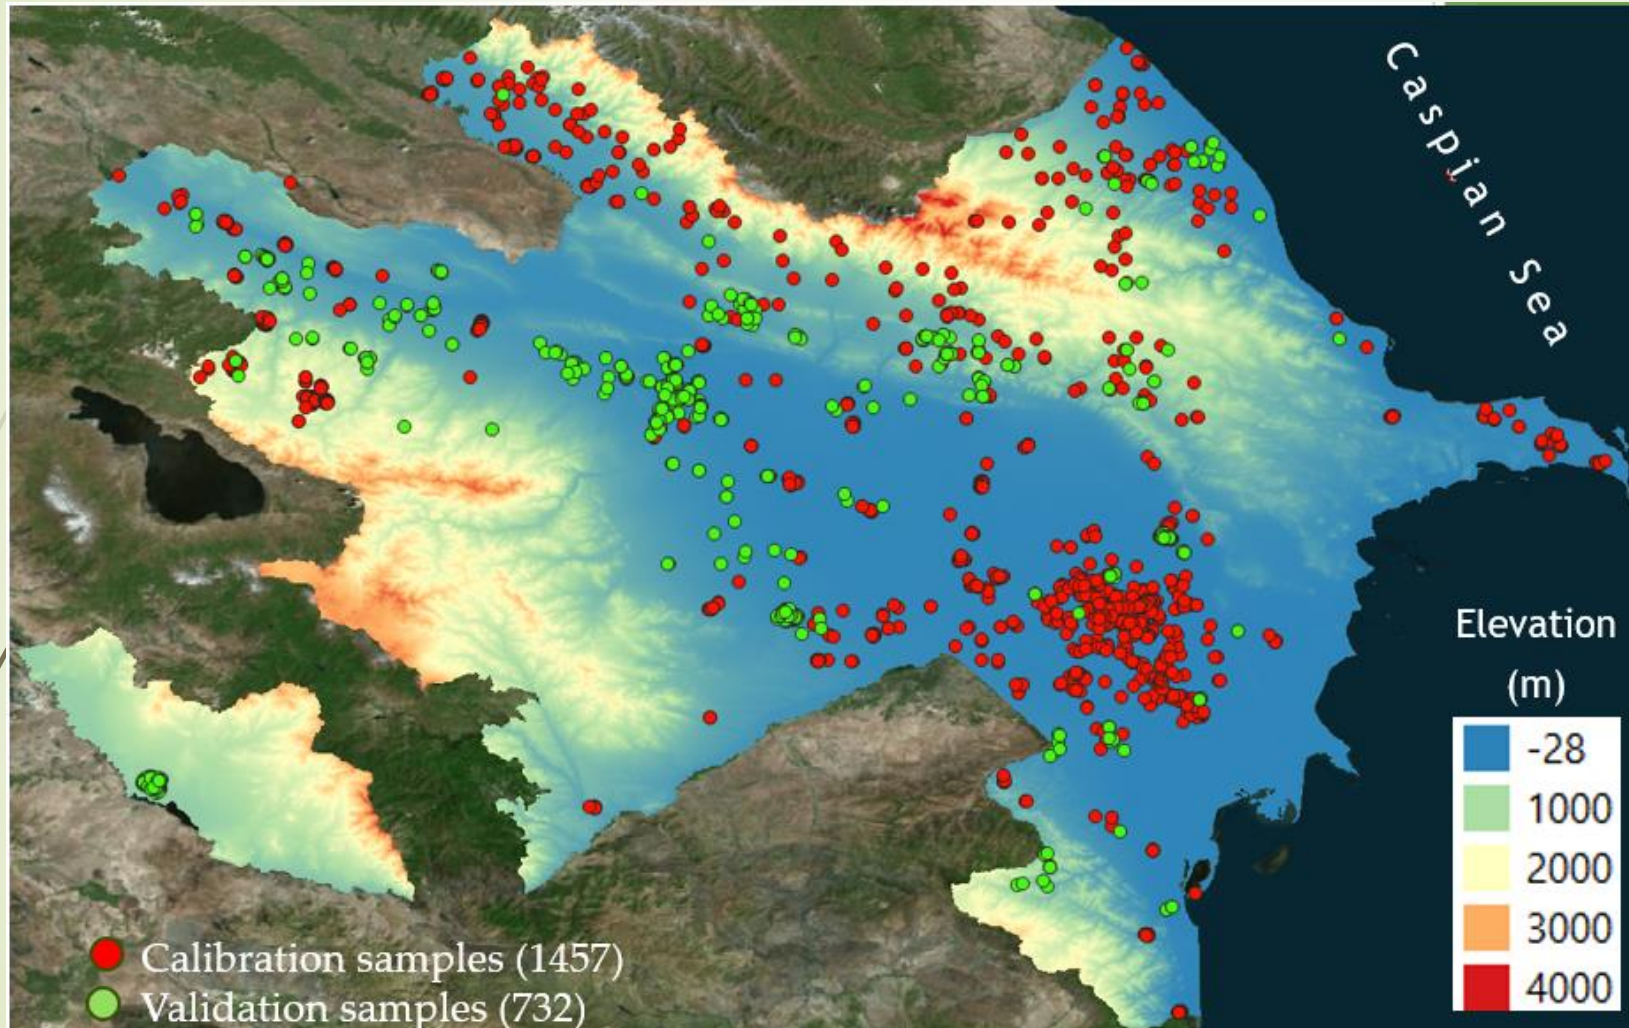 Caspian Sea
Elevation
(m)
-28
1000
2000
3000
4000
Calibration samples (1457)
Validation samples (732)